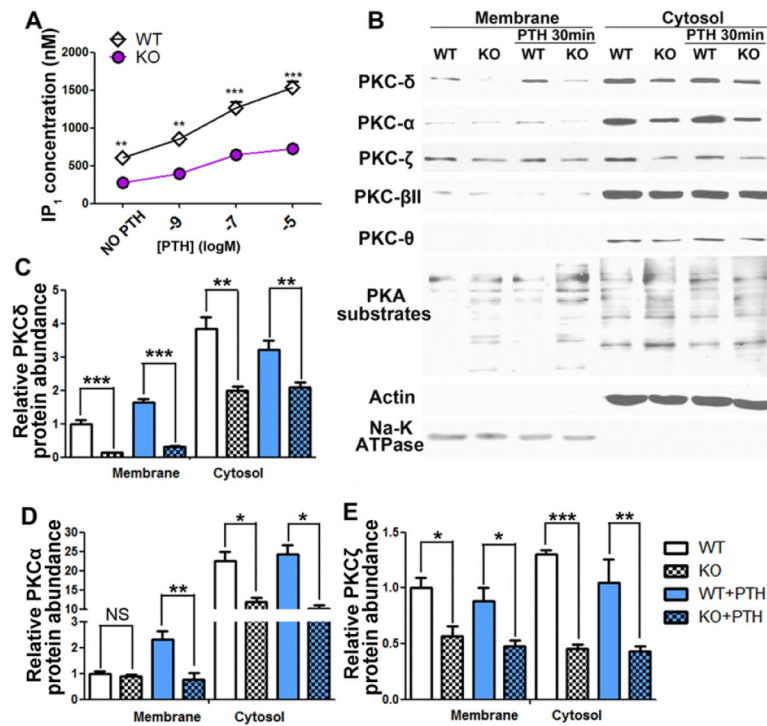 A
WT
KO
IP1 concentration (nM)
2000
1500
1000
500
0
**
**
***
***
NO PTH
-9
-7
-5
[PTH] (logM)
B
Membrane
Cytosol
PTH 30min
PTH 30min
WT KO WT KO WT KO WT KO
PKC-δ
PKC-α
PKC-ζ
PKC-βII
PKC-θ
PKA
substrates
Actin
Na-K
ATPase
C
Relative PKCδ
protein abundance
5
4
3
2
1
0
***
***
**
**
Membrane
Cytosol
D
Relative PKCα
protein abundance
30
25
20
15
10
4
3
2
1
0
NS
**
*
*
Membrane
Cytosol
E
Relative PKCζ
protein abundance
1.5
1.0
0.5
0.0
*
*
***
**
Membrane
Cytosol
WT
KO
WT+PTH
KO+PTH